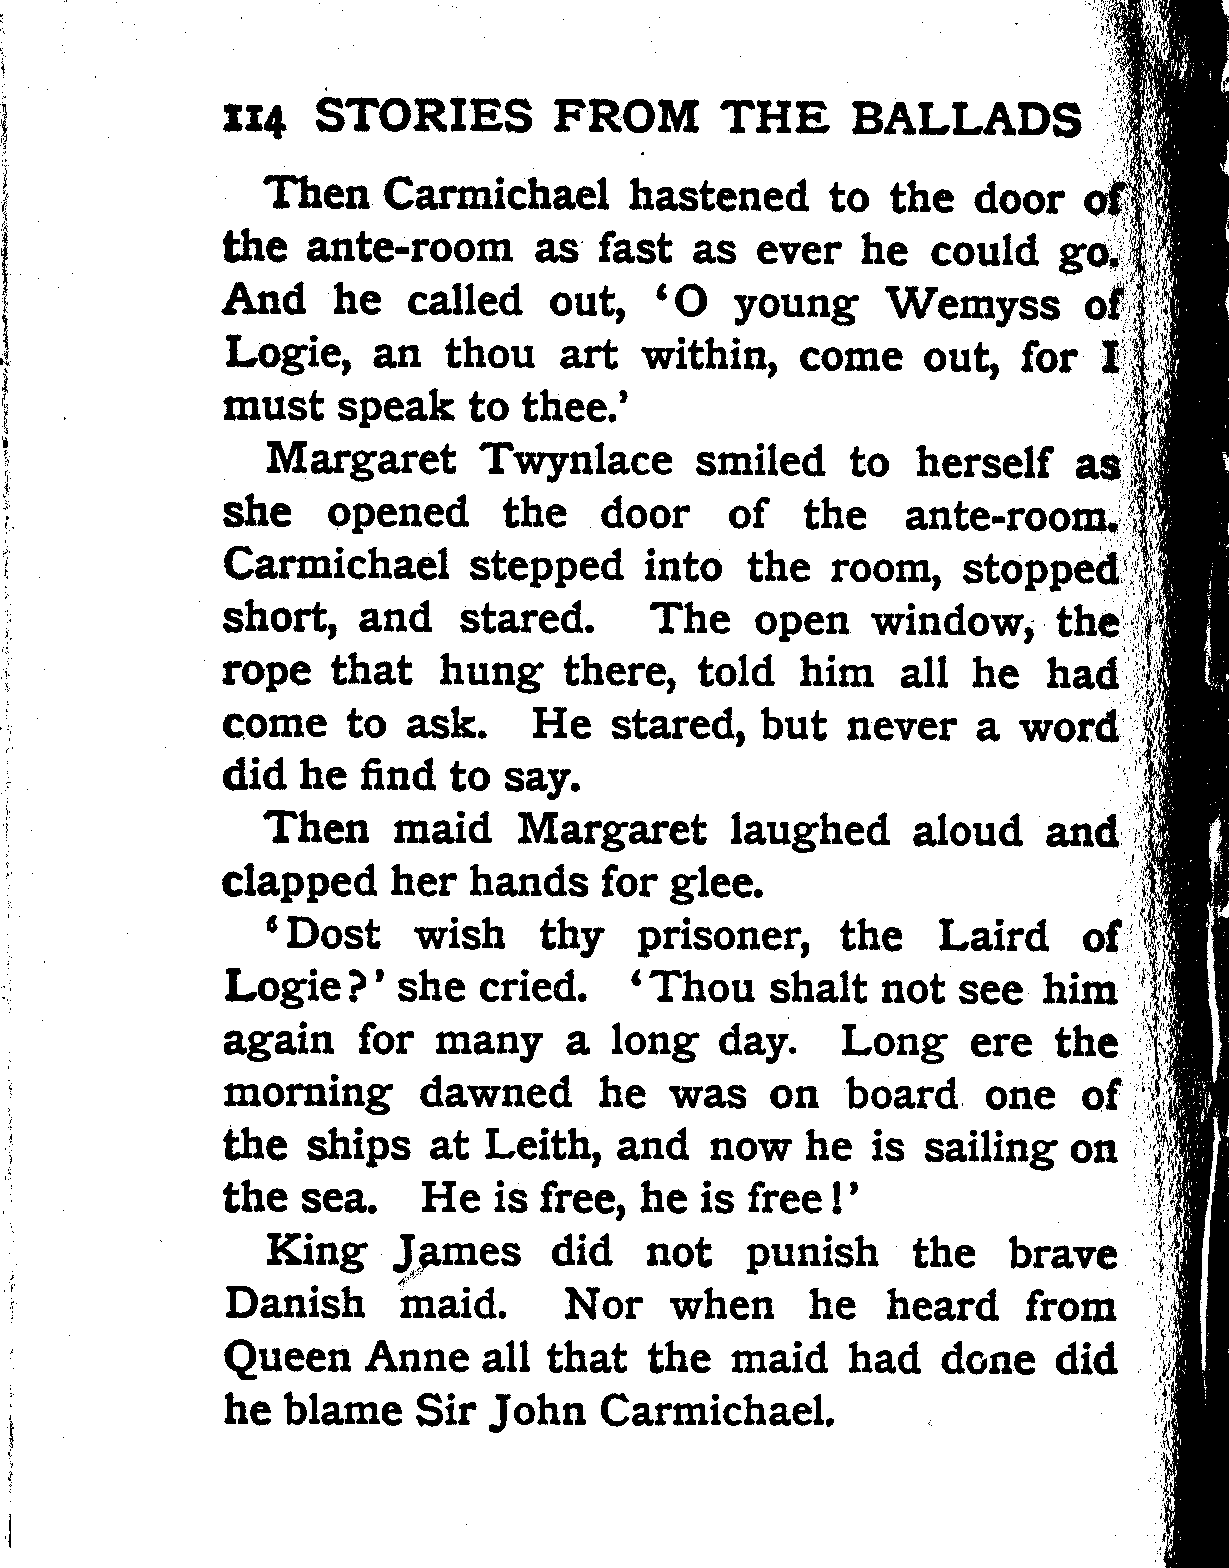 114 STORIES FROM THE BALLADS
Then Carmichael hastened to the door of
the ante-room as fast as ever he could go.
And he called out, ‘O young Wemyss of
Logie, an thou art within, come out, for I
must speak to thee.’
Margaret Twynlace smiled to herself as
she opened the door of the ante-room.
Carmichael stepped into the room, stopped
short, and stared. The open window, the
rope that hung there, told him all he had
come to ask. He stared, but never a word
did he find to say.
Then maid Margaret laughed aloud and
clapped her hands for glee.
‘Dost wish thy prisoner, the Laird of
Logie?’ she cried. ‘Thou shalt not see him
again for many a long day. Long ere the
morning dawned he was on board one of
the ships at Leith, and now he is sailing on
the sea. He is free, he is free!’
King James did not punish the brave
Danish maid. Nor when he heard from
Queen Anne all that the maid had done did
he blame Sir John Carmichael.